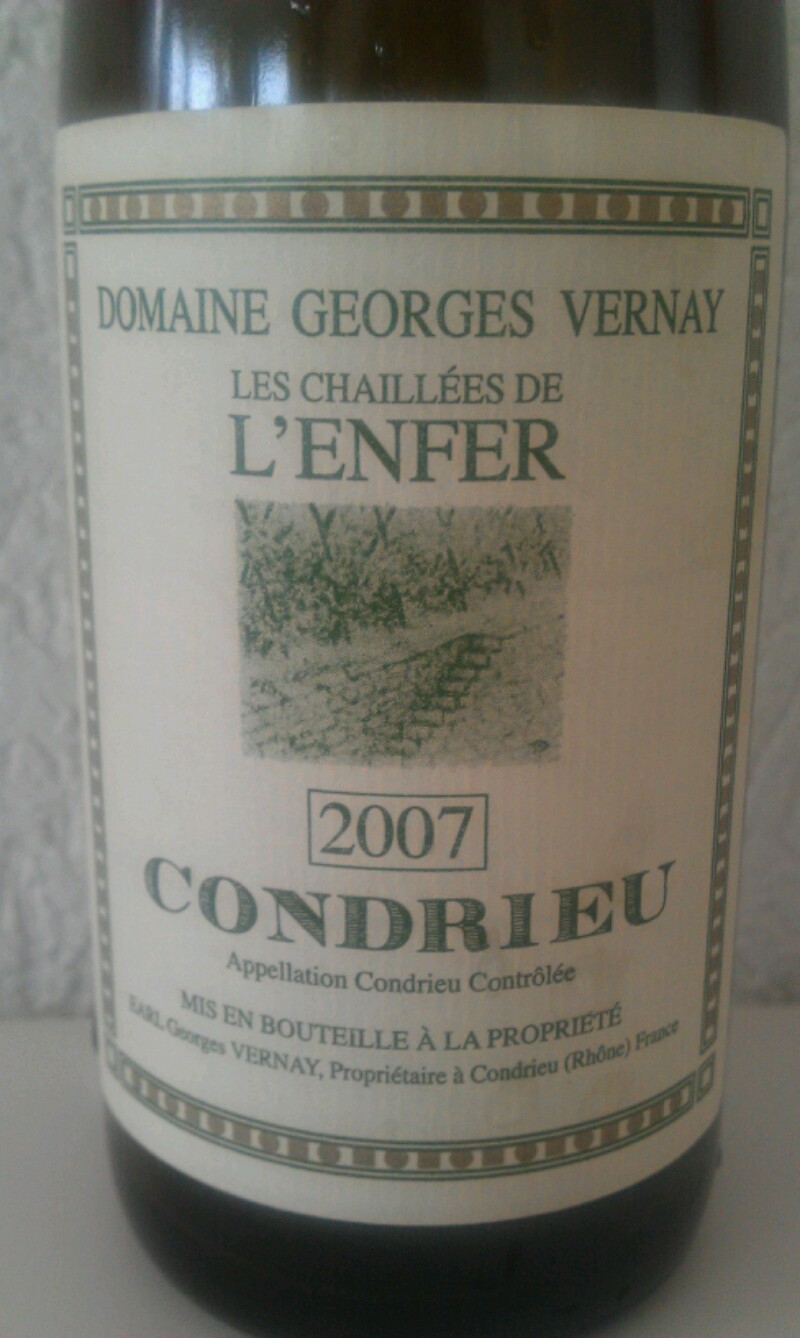 DOMAINE GEORGES VERNAY
LES CHAILLÉES DE
L'ENFER
2007
CONDRIEU
Appellation Condrieu Contrôlée
MIS EN BOUTEILLE À LA PROPRIÉTÉ
EARL Georges VERNAY, Propriétaire à Condrieu (Rhône) France